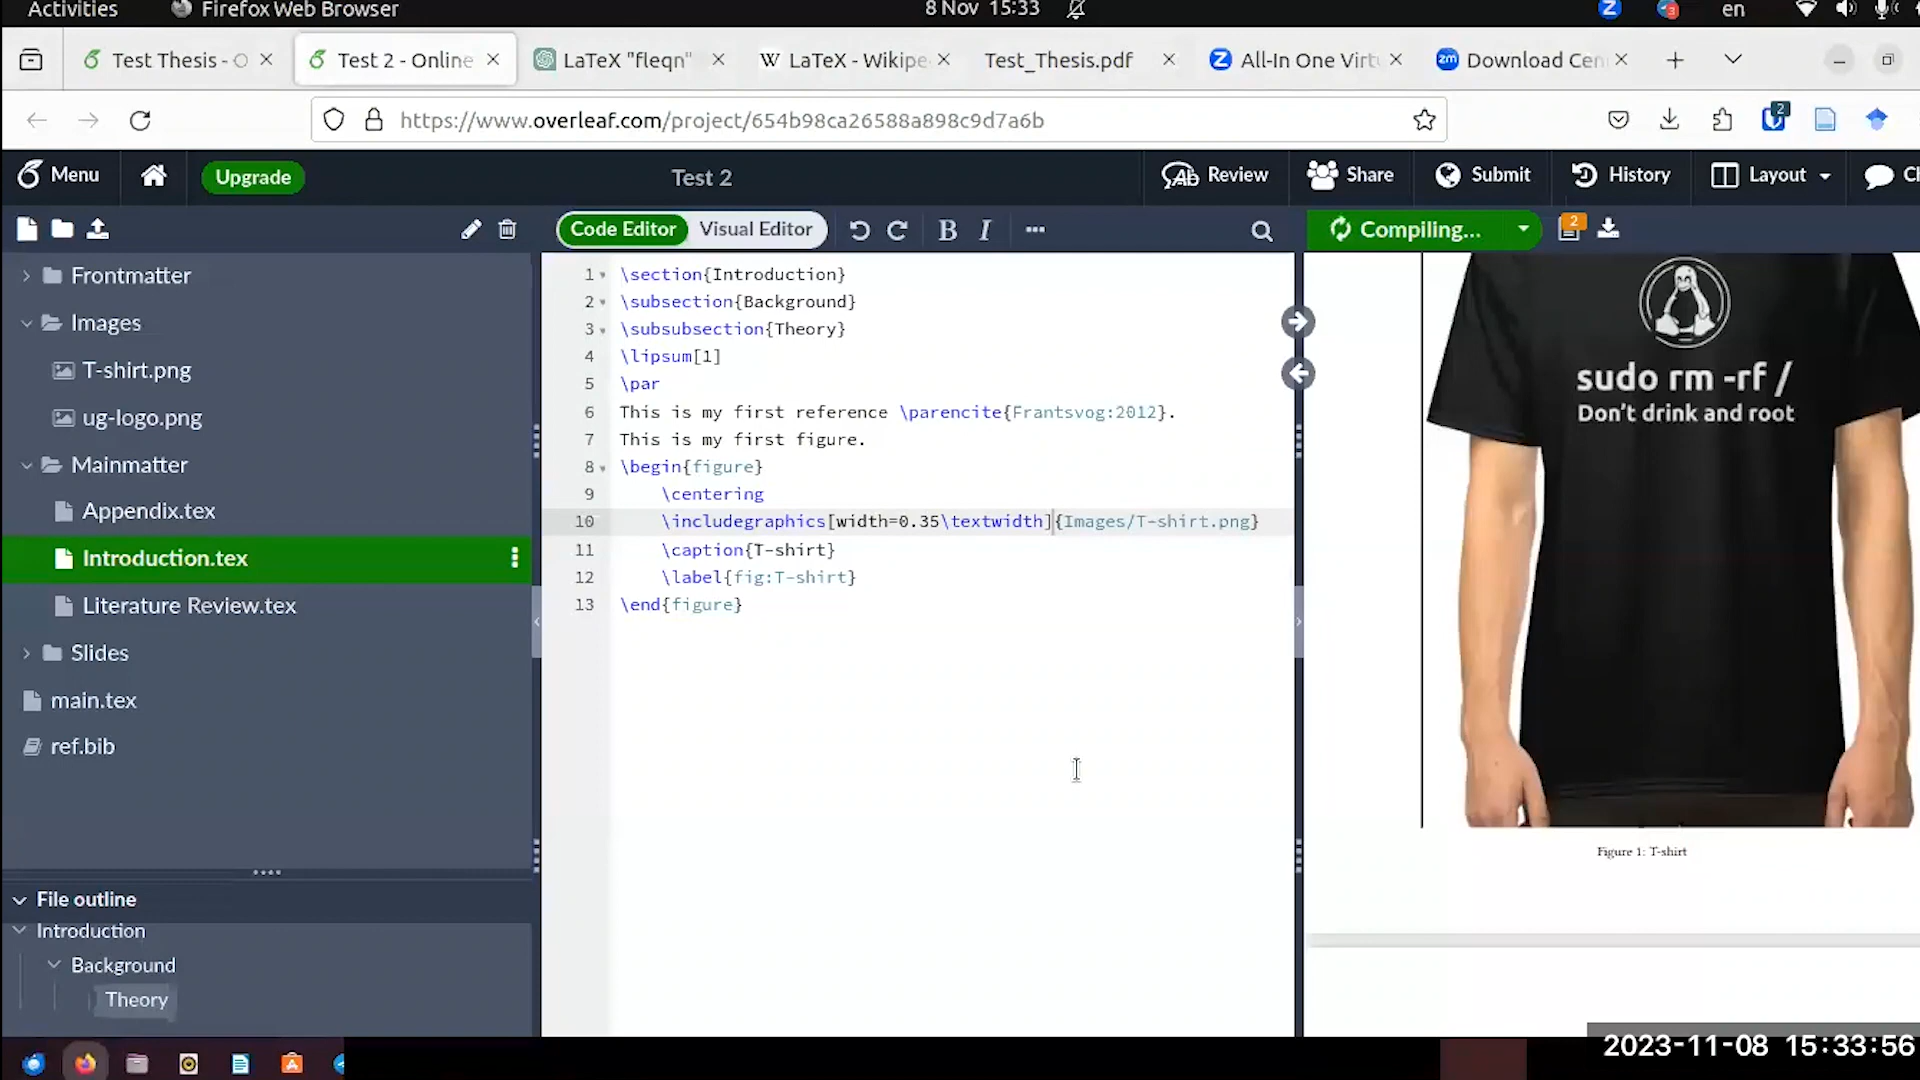 Activities
Firefox Web Browser
8 Nov 15:33
en
Test Thesis - O
Test 2 - Online
LaTeX "fleqn"
W LaTeX - Wikipe
Test_Thesis.pdf
All-In One Virt
zm Download Cen
https://www.overleaf.com/project/654b98ca26588a898c9d7a6b
2
Menu
Upgrade
Test 2
Review
Share
Submit
History
Layout
Code Editor
Visual Editor
B I
Compiling...
2
Frontmatter
Images
T-shirt.png
ug-logo.png
Mainmatter
Appendix.tex
Introduction.tex
Literature Review.tex
Slides
main.tex
ref.bib
File outline
Introduction
Background
Theory
1 \section{Introduction}
2 \subsection{Background}
3 \subsubsection{Theory}
4 \lipsum[1]
5 \par
6 This is my first reference \parencite{Frantsvog:2012}.
7 This is my first figure.
8 \begin{figure}
9 \centering
10 \includegraphics[width=0.35\textwidth]{Images/T-shirt.png}
11 \caption{T-shirt}
12 \label{fig:T-shirt}
13 \end{figure}
sudo rm -rf /
Don't drink and root
Figure 1: T-shirt
2023-11-08 15:33:56